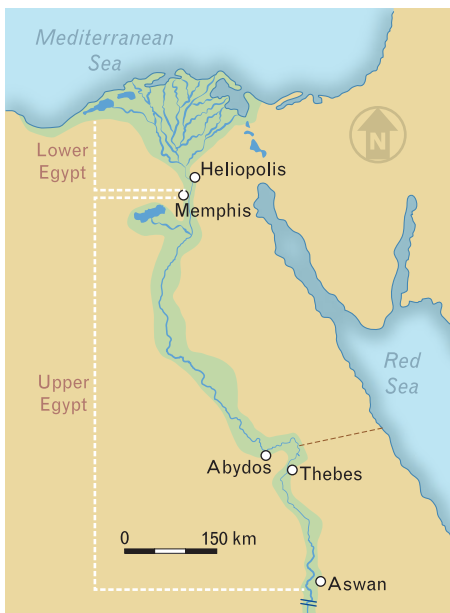 Mediterranean
Sea
N
Lower
Egypt
Heliopolis
Memphis
Upper
Egypt
Red
Sea
Abydos
Thebes
0 150 km
Aswan